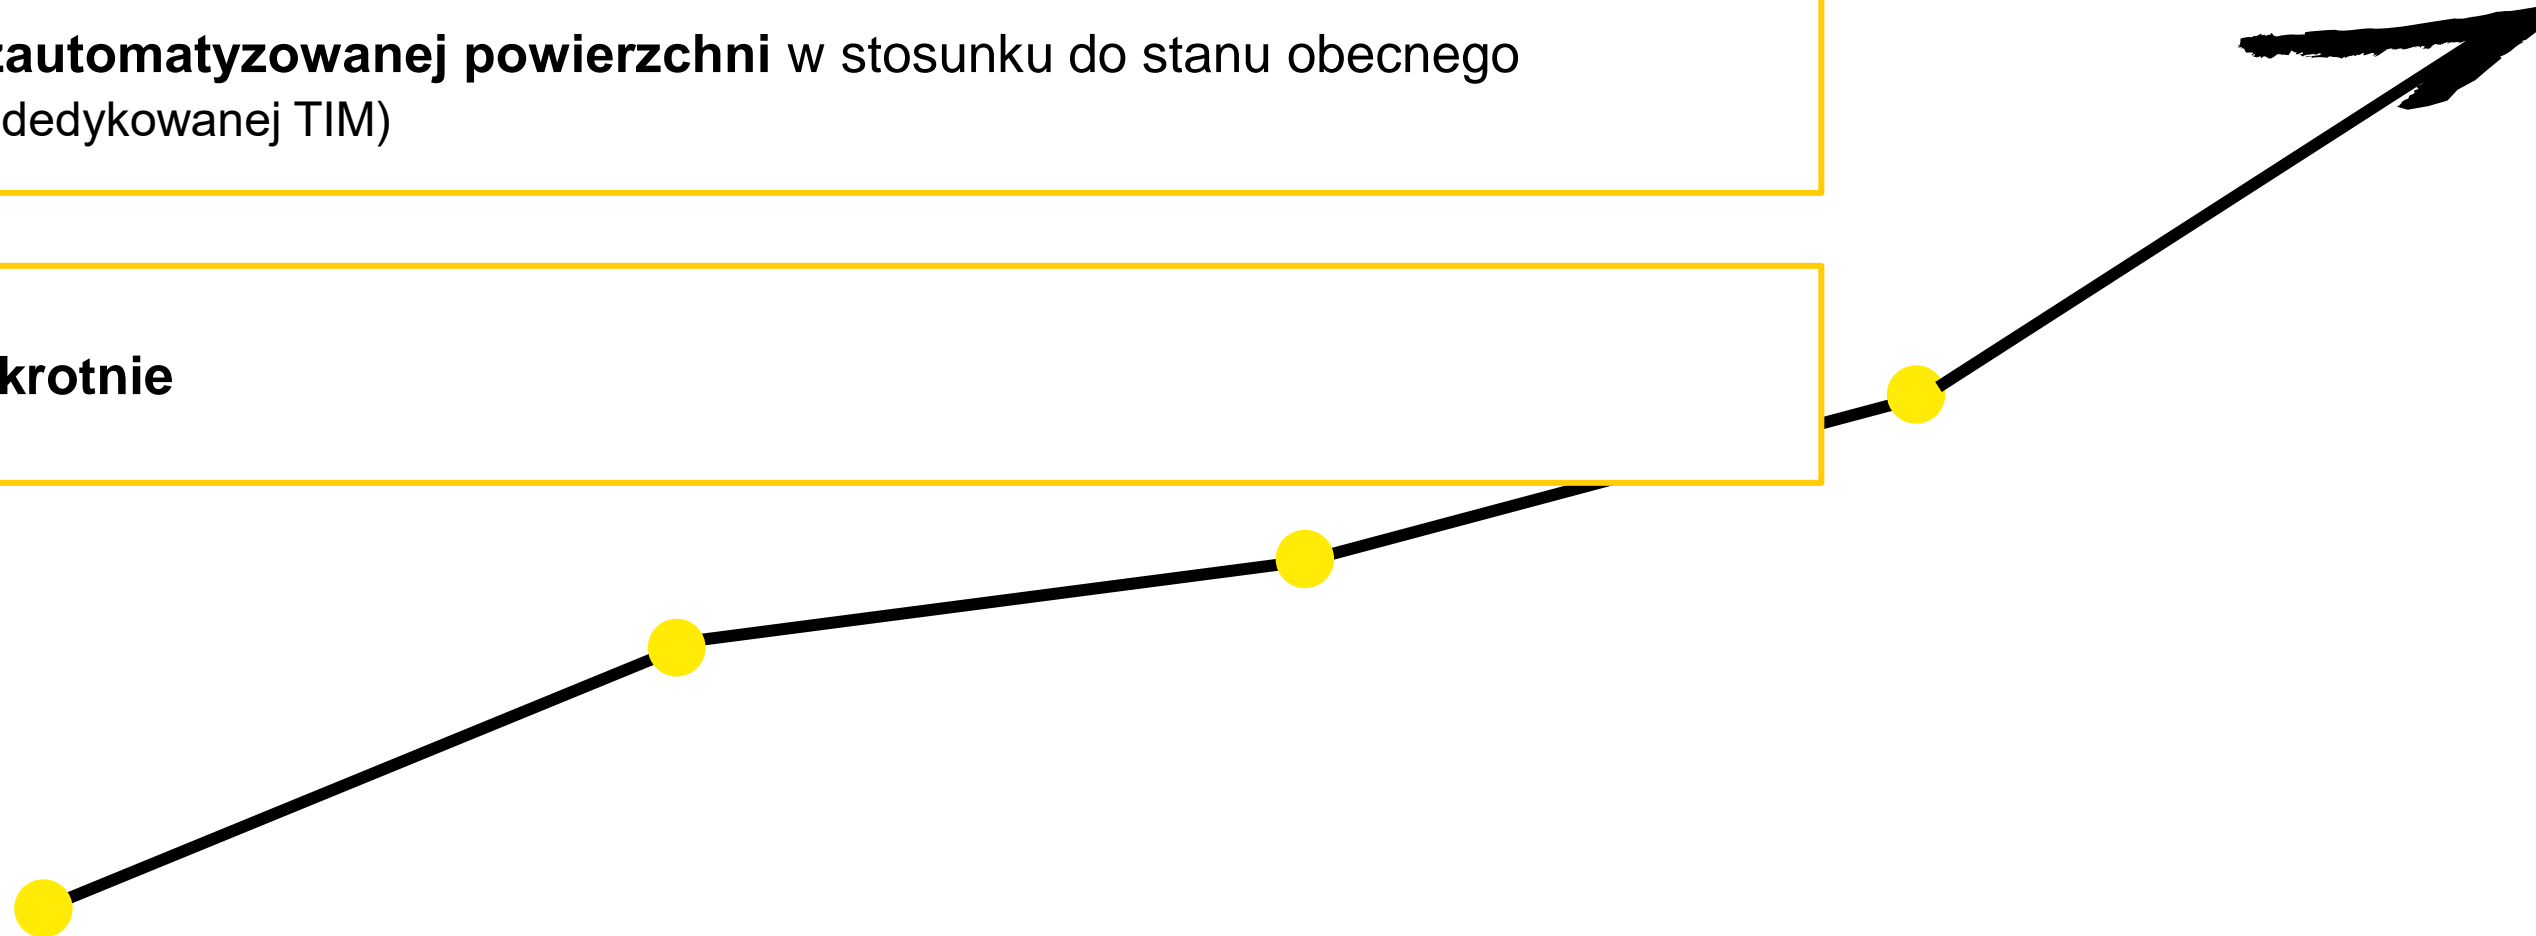 zautomatyzowanej powierzchni w stosunku do stanu obecnego
dedykowanej TIM)
krotnie